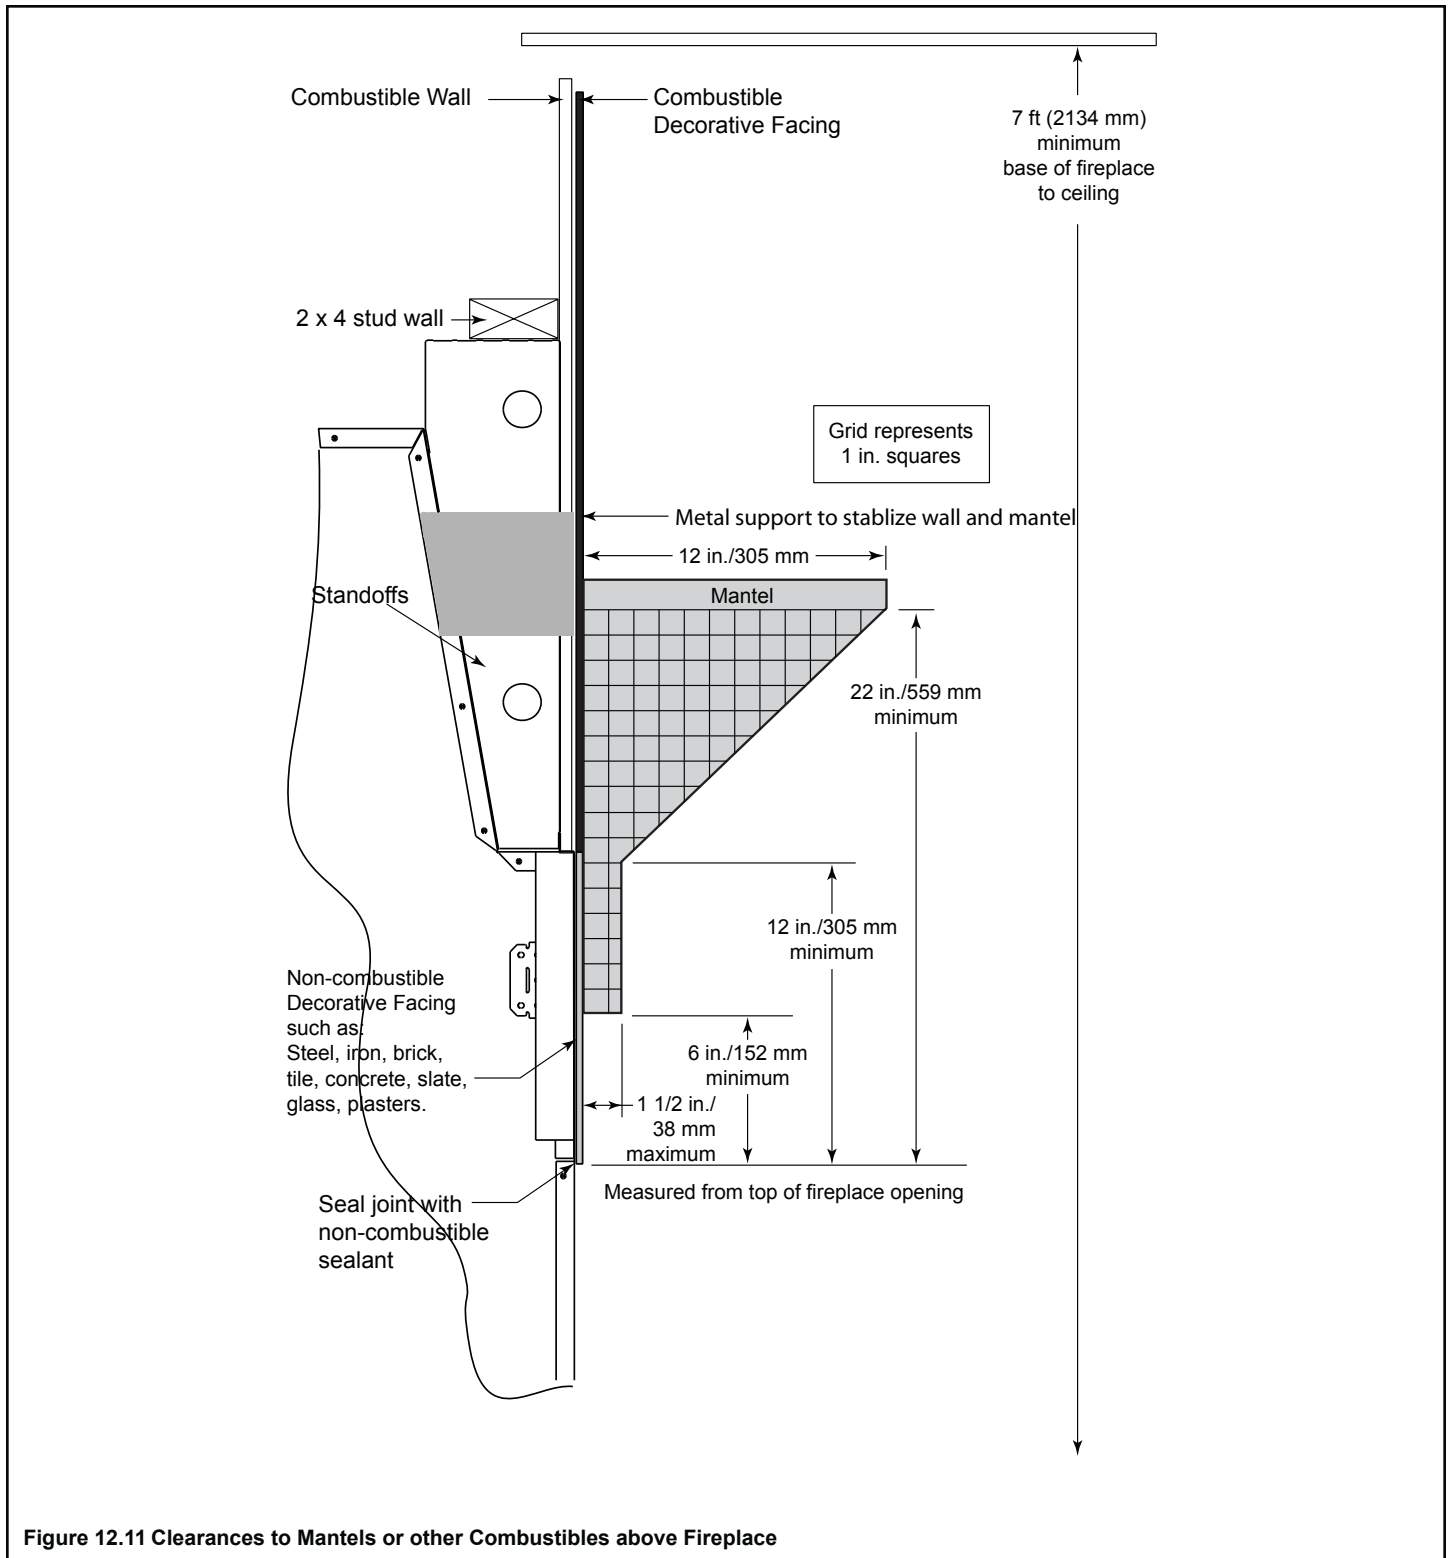 Combustible Wall
Combustible
Decorative Facing
7 ft (2134 mm)
minimum
base of fireplace
to ceiling
2 x 4 stud wall
Grid represents
1 in. squares
Metal support to stablize wall and mantel
12 in./305 mm
Mantel
Standoffs
22 in./559 mm
minimum
12 in./305 mm
minimum
Non-combustible
Decorative Facing
such as:
Steel, iron, brick,
tile, concrete, slate,
glass, plasters.
6 in./152 mm
minimum
1 1/2 in./
38 mm
maximum
Measured from top of fireplace opening
Seal joint with
non-combustible
sealant
Figure 12.11 Clearances to Mantels or other Combustibles above Fireplace